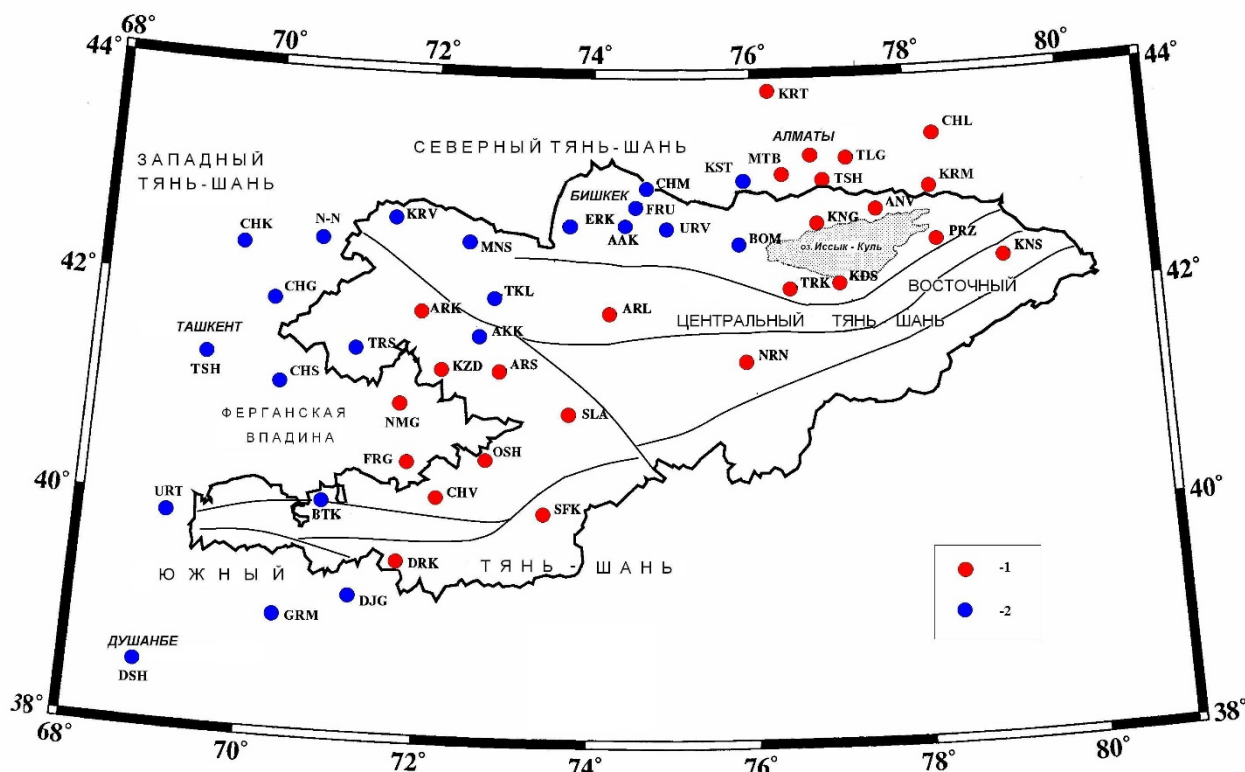 68° 70° 72° 74° 76° 78° 80°
44° 44°
KRT
CHL
АЛМАТЫ
СЕВЕРНЫЙ ТЯНЬ-ШАНЬ
ЗАПАДНЫЙ
ТЯНЬ-ШАНЬ
MTB TLG
KST TSH KRM
CHM
БИШКЕК
ANV
N-N KRV FRU KNG
CHK ERK URV PRZ
MNS AAK BOM KNS
оз. Иссык - Куль
42° 42°
CHG TKL TRK KDS ВОСТОЧНЫЙ
ARK ARL
ЦЕНТРАЛЬНЫЙ ТЯНЬ-ШАНЬ
ТАШКЕНТ
AKK
TRS
TSH CHS KZD ARS NRN
ФЕРГАНСКАЯ
ВПАДИНА
NMG SLA
FRG OSH
40° 40°
URT CHV
BTK SFK
DRK
ЮЖНЫЙ ТЯНЬ - ШАНЬ
-1
DJG
GRM -2
ДУШАНБЕ
DSH
38° 38°
68° 70° 72° 74° 76° 78° 80°